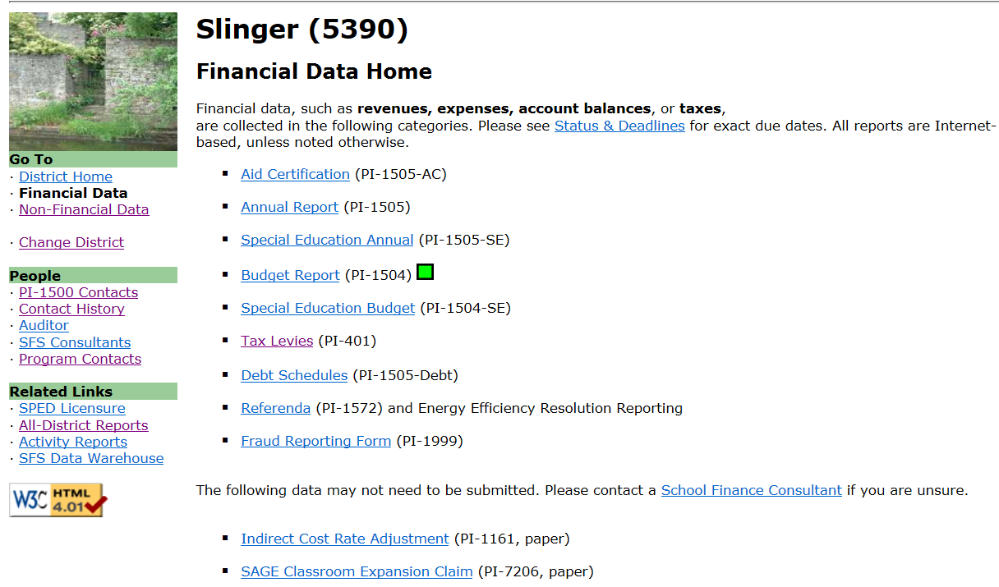 Slinger (5390)
Financial Data Home
Financial data, such as revenues, expenses, account balances, or taxes,
are collected in the following categories. Please see Status & Deadlines for exact due dates. All reports are Internet-
based, unless noted otherwise.
Go To
· District Home
· Financial Data
· Non-Financial Data
· Change District
People
· PI-1500 Contacts
· Contact History
· Auditor
· SFS Consultants
· Program Contacts
Related Links
· SPED Licensure
· All-District Reports
· Activity Reports
· SFS Data Warehouse
W3C HTML
4.01
▪ Aid Certification (PI-1505-AC)
▪ Annual Report (PI-1505)
▪ Special Education Annual (PI-1505-SE)
▪ Budget Report (PI-1504)
▪ Special Education Budget (PI-1504-SE)
▪ Tax Levies (PI-401)
▪ Debt Schedules (PI-1505-Debt)
▪ Referenda (PI-1572) and Energy Efficiency Resolution Reporting
▪ Fraud Reporting Form (PI-1999)
The following data may not need to be submitted. Please contact a School Finance Consultant if you are unsure.
▪ Indirect Cost Rate Adjustment (PI-1161, paper)
▪ SAGE Classroom Expansion Claim (PI-7206, paper)